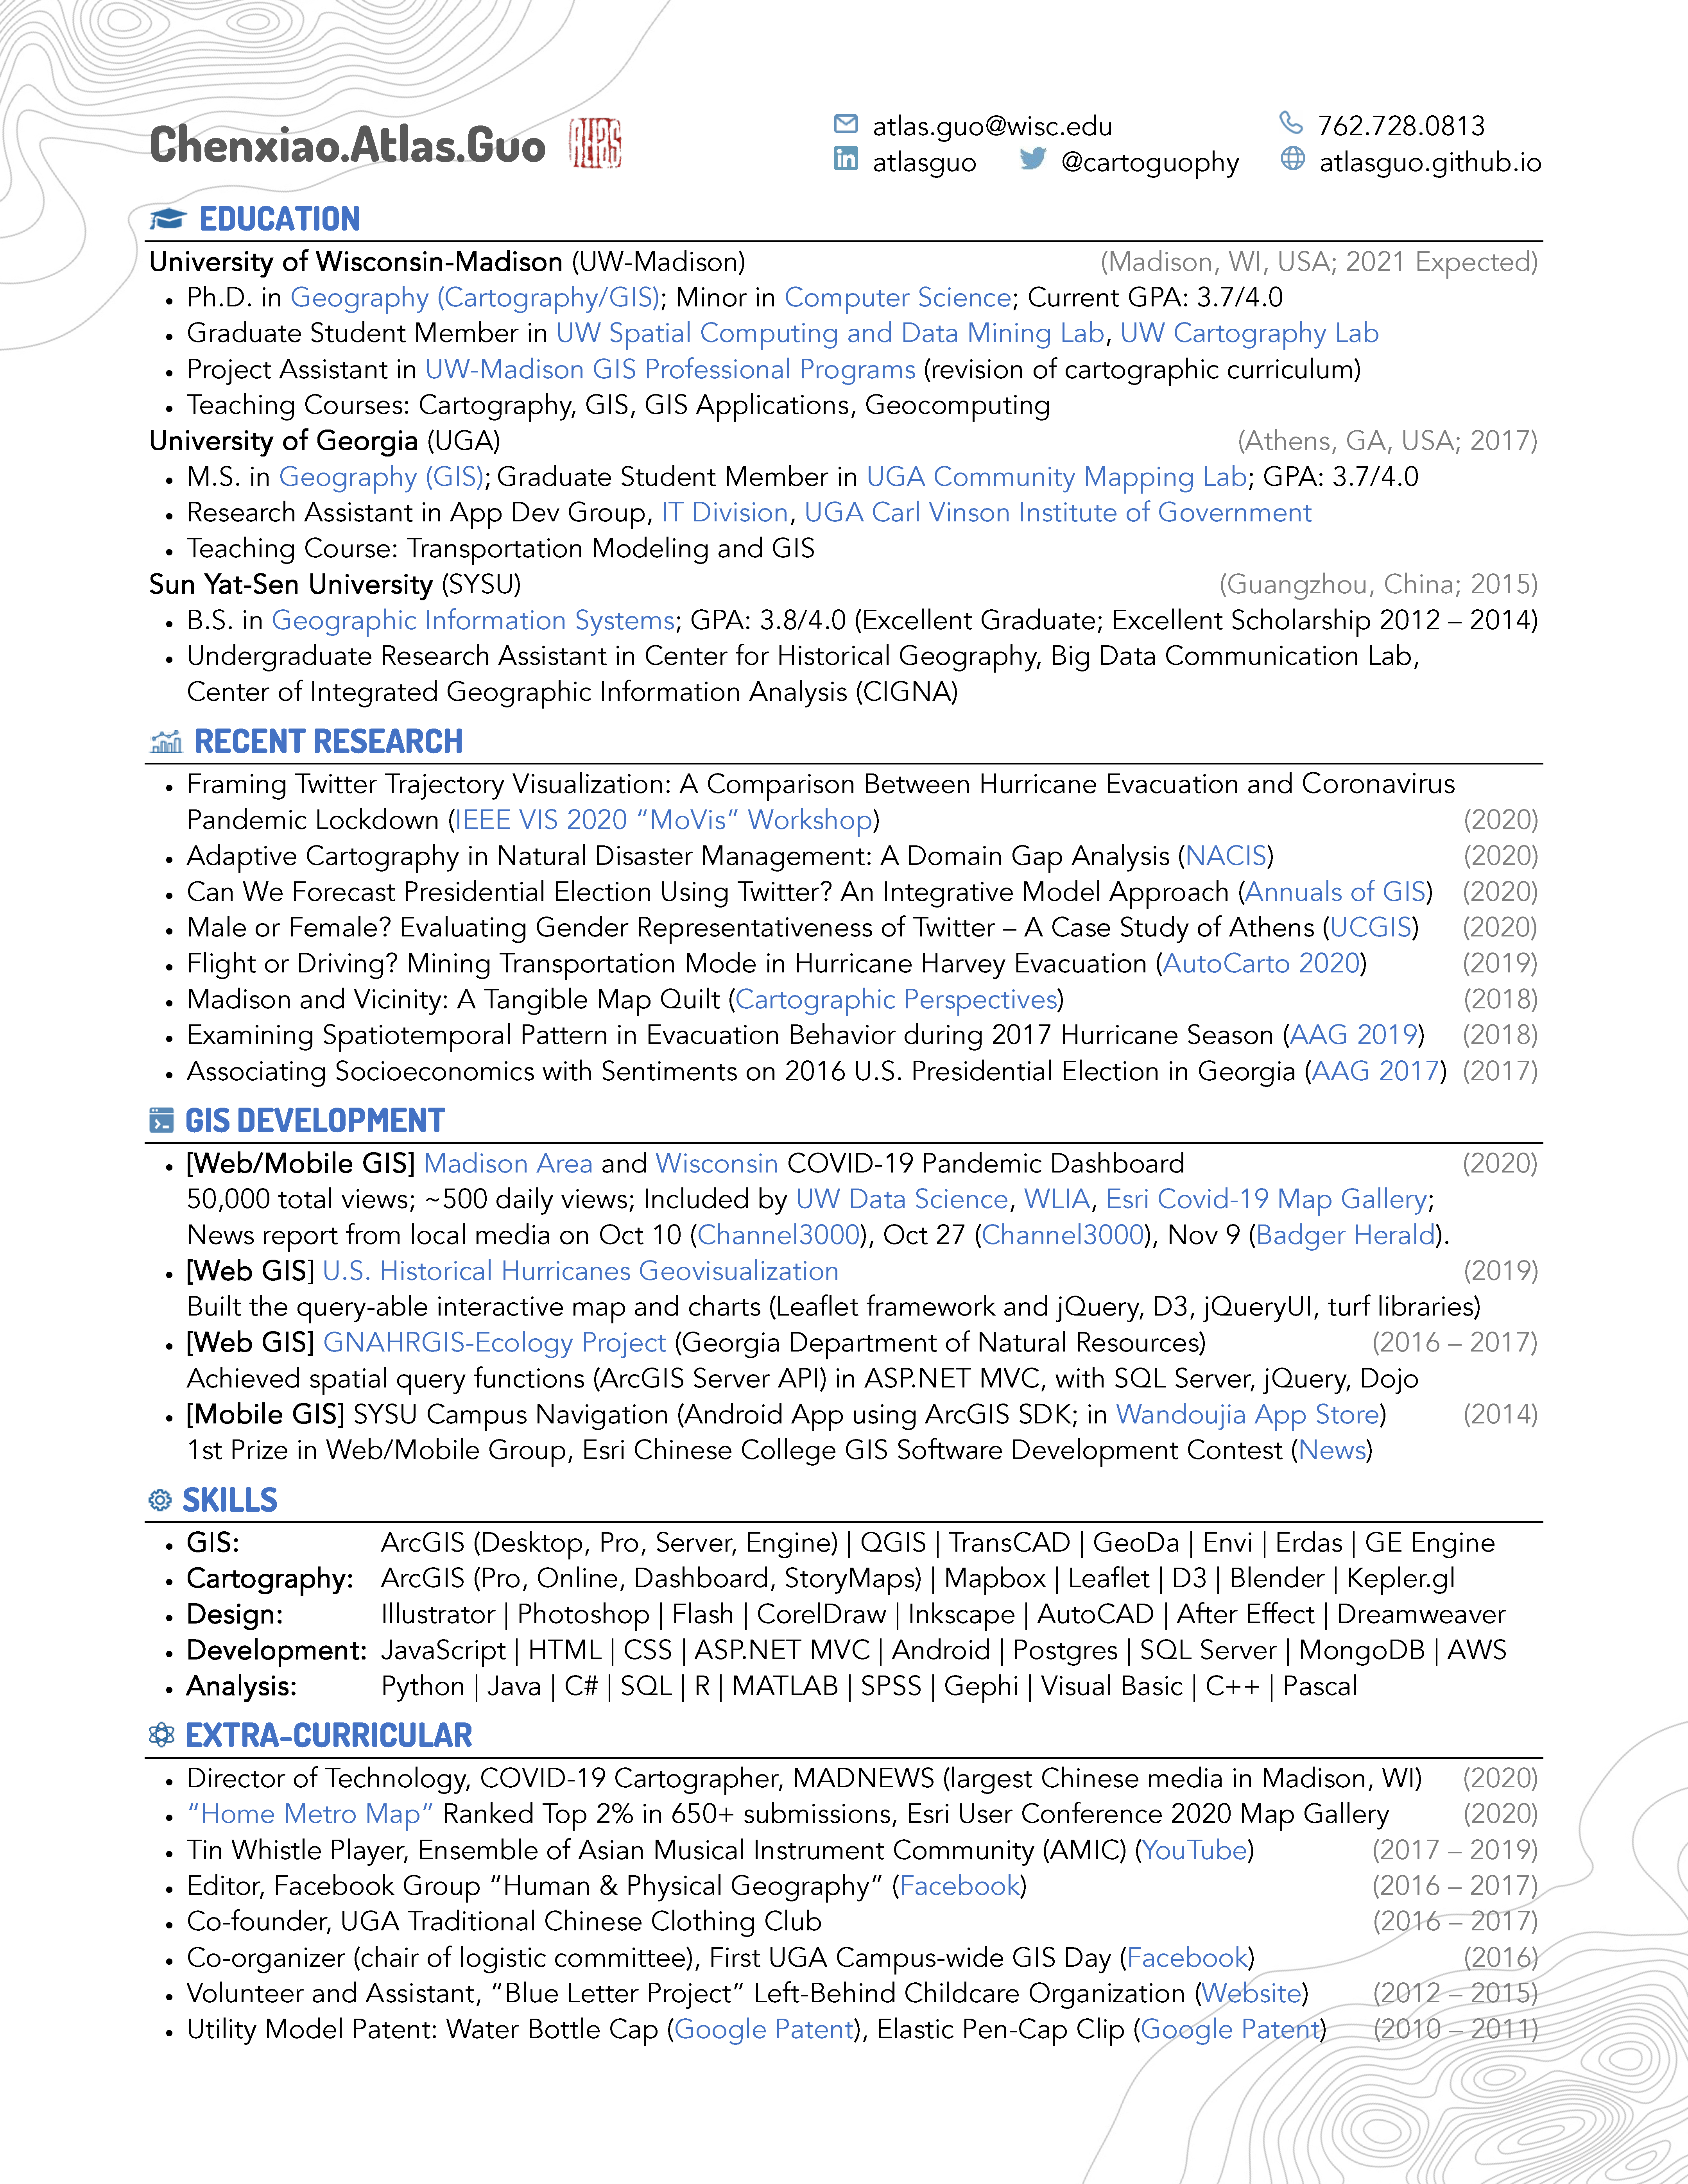 Chenxiao.Atlas.Guo
atlas.guo@wisc.edu 762.728.0813
atlasguo @cartoguophy atlasguo.github.io
EDUCATION
University of Wisconsin-Madison (UW-Madison) (Madison, WI, USA; 2021 Expected)
• Ph.D. in Geography (Cartography/GIS); Minor in Computer Science; Current GPA: 3.7/4.0
• Graduate Student Member in UW Spatial Computing and Data Mining Lab, UW Cartography Lab
• Project Assistant in UW-Madison GIS Professional Programs (revision of cartographic curriculum)
• Teaching Courses: Cartography, GIS, GIS Applications, Geocomputing
University of Georgia (UGA) (Athens, GA, USA; 2017)
• M.S. in Geography (GIS); Graduate Student Member in UGA Community Mapping Lab; GPA: 3.7/4.0
• Research Assistant in App Dev Group, IT Division, UGA Carl Vinson Institute of Government
• Teaching Course: Transportation Modeling and GIS
Sun Yat-Sen University (SYSU) (Guangzhou, China; 2015)
• B.S. in Geographic Information Systems; GPA: 3.8/4.0 (Excellent Graduate; Excellent Scholarship 2012 – 2014)
• Undergraduate Research Assistant in Center for Historical Geography, Big Data Communication Lab,
Center of Integrated Geographic Information Analysis (CIGNA)
RECENT RESEARCH
• Framing Twitter Trajectory Visualization: A Comparison Between Hurricane Evacuation and Coronavirus
Pandemic Lockdown (IEEE VIS 2020 “MoVis” Workshop) (2020)
• Adaptive Cartography in Natural Disaster Management: A Domain Gap Analysis (NACIS) (2020)
• Can We Forecast Presidential Election Using Twitter? An Integrative Model Approach (Annuals of GIS) (2020)
• Male or Female? Evaluating Gender Representativeness of Twitter – A Case Study of Athens (UCGIS) (2020)
• Flight or Driving? Mining Transportation Mode in Hurricane Harvey Evacuation (AutoCarto 2020) (2019)
• Madison and Vicinity: A Tangible Map Quilt (Cartographic Perspectives) (2018)
• Examining Spatiotemporal Pattern in Evacuation Behavior during 2017 Hurricane Season (AAG 2019) (2018)
• Associating Socioeconomics with Sentiments on 2016 U.S. Presidential Election in Georgia (AAG 2017) (2017)
GIS DEVELOPMENT
• [Web/Mobile GIS] Madison Area and Wisconsin COVID-19 Pandemic Dashboard (2020)
50,000 total views; ~500 daily views; Included by UW Data Science, WLIA, Esri Covid-19 Map Gallery;
News report from local media on Oct 10 (Channel3000), Oct 27 (Channel3000), Nov 9 (Badger Herald).
• [Web GIS] U.S. Historical Hurricanes Geovisualization (2019)
Built the query-able interactive map and charts (Leaflet framework and jQuery, D3, jQueryUI, turf libraries)
• [Web GIS] GNAHRGIS-Ecology Project (Georgia Department of Natural Resources) (2016 – 2017)
Achieved spatial query functions (ArcGIS Server API) in ASP.NET MVC, with SQL Server, jQuery, Dojo
• [Mobile GIS] SYSU Campus Navigation (Android App using ArcGIS SDK; in Wandoujia App Store) (2014)
1st Prize in Web/Mobile Group, Esri Chinese College GIS Software Development Contest (News)
SKILLS
• GIS: ArcGIS (Desktop, Pro, Server, Engine) | QGIS | TransCAD | GeoDa | Envi | Erdas | GE Engine
• Cartography: ArcGIS (Pro, Online, Dashboard, StoryMaps) | Mapbox | Leaflet | D3 | Blender | Kepler.gl
• Design: Illustrator | Photoshop | Flash | CorelDraw | Inkscape | AutoCAD | After Effect | Dreamweaver
• Development: JavaScript | HTML | CSS | ASP.NET MVC | Android | Postgres | SQL Server | MongoDB | AWS
• Analysis: Python | Java | C# | SQL | R | MATLAB | SPSS | Gephi | Visual Basic | C++ | Pascal
EXTRA-CURRICULAR
• Director of Technology, COVID-19 Cartographer, MADNEWS (largest Chinese media in Madison, WI) (2020)
• “Home Metro Map” Ranked Top 2% in 650+ submissions, Esri User Conference 2020 Map Gallery (2020)
• Tin Whistle Player, Ensemble of Asian Musical Instrument Community (AMIC) (YouTube) (2017 – 2019)
• Editor, Facebook Group “Human & Physical Geography” (Facebook) (2016 – 2017)
• Co-founder, UGA Traditional Chinese Clothing Club (2016 – 2017)
• Co-organizer (chair of logistic committee), First UGA Campus-wide GIS Day (Facebook) (2016)
• Volunteer and Assistant, “Blue Letter Project” Left-Behind Childcare Organization (Website) (2012 – 2015)
• Utility Model Patent: Water Bottle Cap (Google Patent), Elastic Pen-Cap Clip (Google Patent) (2010 – 2011)